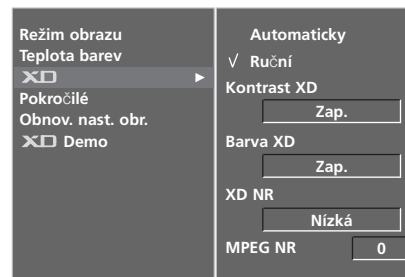 Režim obrazu
Teplota barev
XD ►
Pokročilé
Obnov. nast. obr.
XD Demo
Automaticky
√ Ruční
Kontrast XD
Zap.
Barva XD
Zap.
XD NR
Nízká
MPEG NR 0